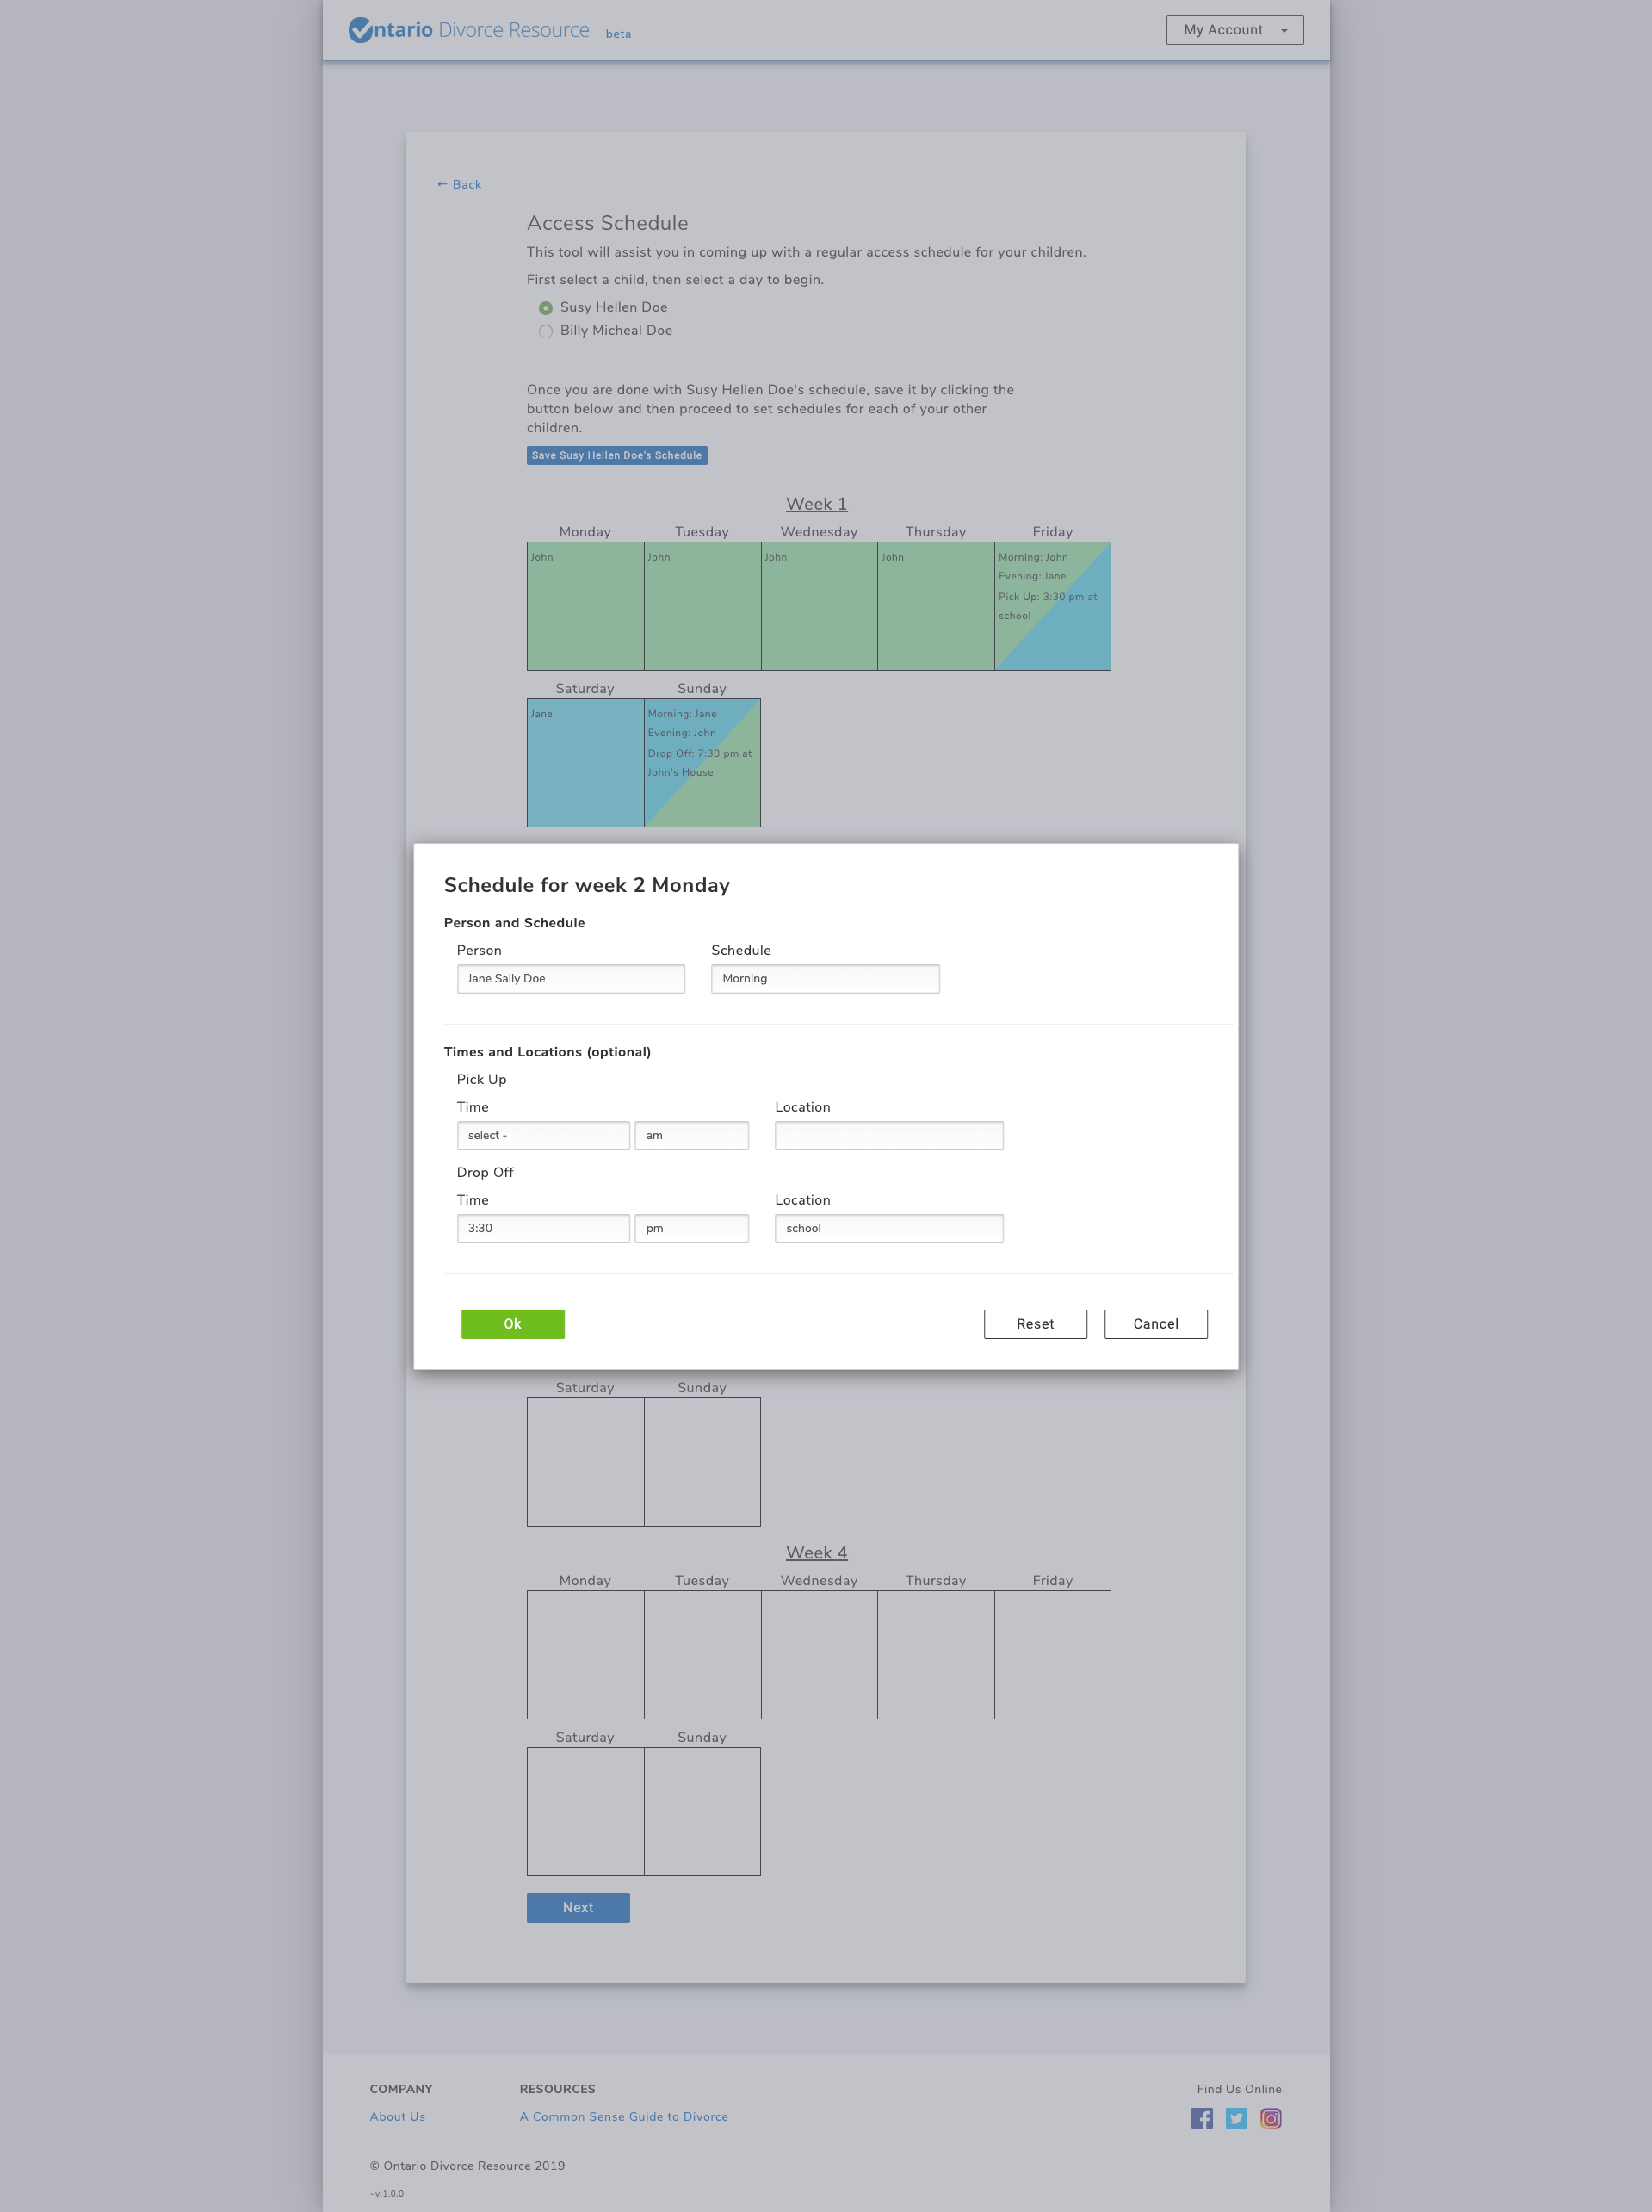 Ontario Divorce Resource beta
My Account
← Back
Access Schedule
This tool will assist you in coming up with a regular access schedule for your children.
First select a child, then select a day to begin.
Susy Hellen Doe
Billy Micheal Doe
Once you are done with Susy Hellen Doe's schedule, save it by clicking the
button below and then proceed to set schedules for each of your other
children.
Save Susy Hellen Doe's Schedule
Week 1
Monday Tuesday Wednesday Thursday Friday
John John John John Morning: John
Evening: Jane
Pick Up: 3:30 pm at
school
Saturday Sunday
Jane Morning: Jane
Evening: John
Drop Off: 7:30 pm at
John's House
Schedule for week 2 Monday
Person and Schedule
Person Schedule
Jane Sally Doe Morning
Times and Locations (optional)
Pick Up
Time Location
select - am
Drop Off
Time Location
3:30 pm school
Ok Reset Cancel
Saturday Sunday
Week 4
Monday Tuesday Wednesday Thursday Friday
Saturday Sunday
Next
COMPANY RESOURCES Find Us Online
About Us A Common Sense Guide to Divorce
© Ontario Divorce Resource 2019
~v:1.0.0